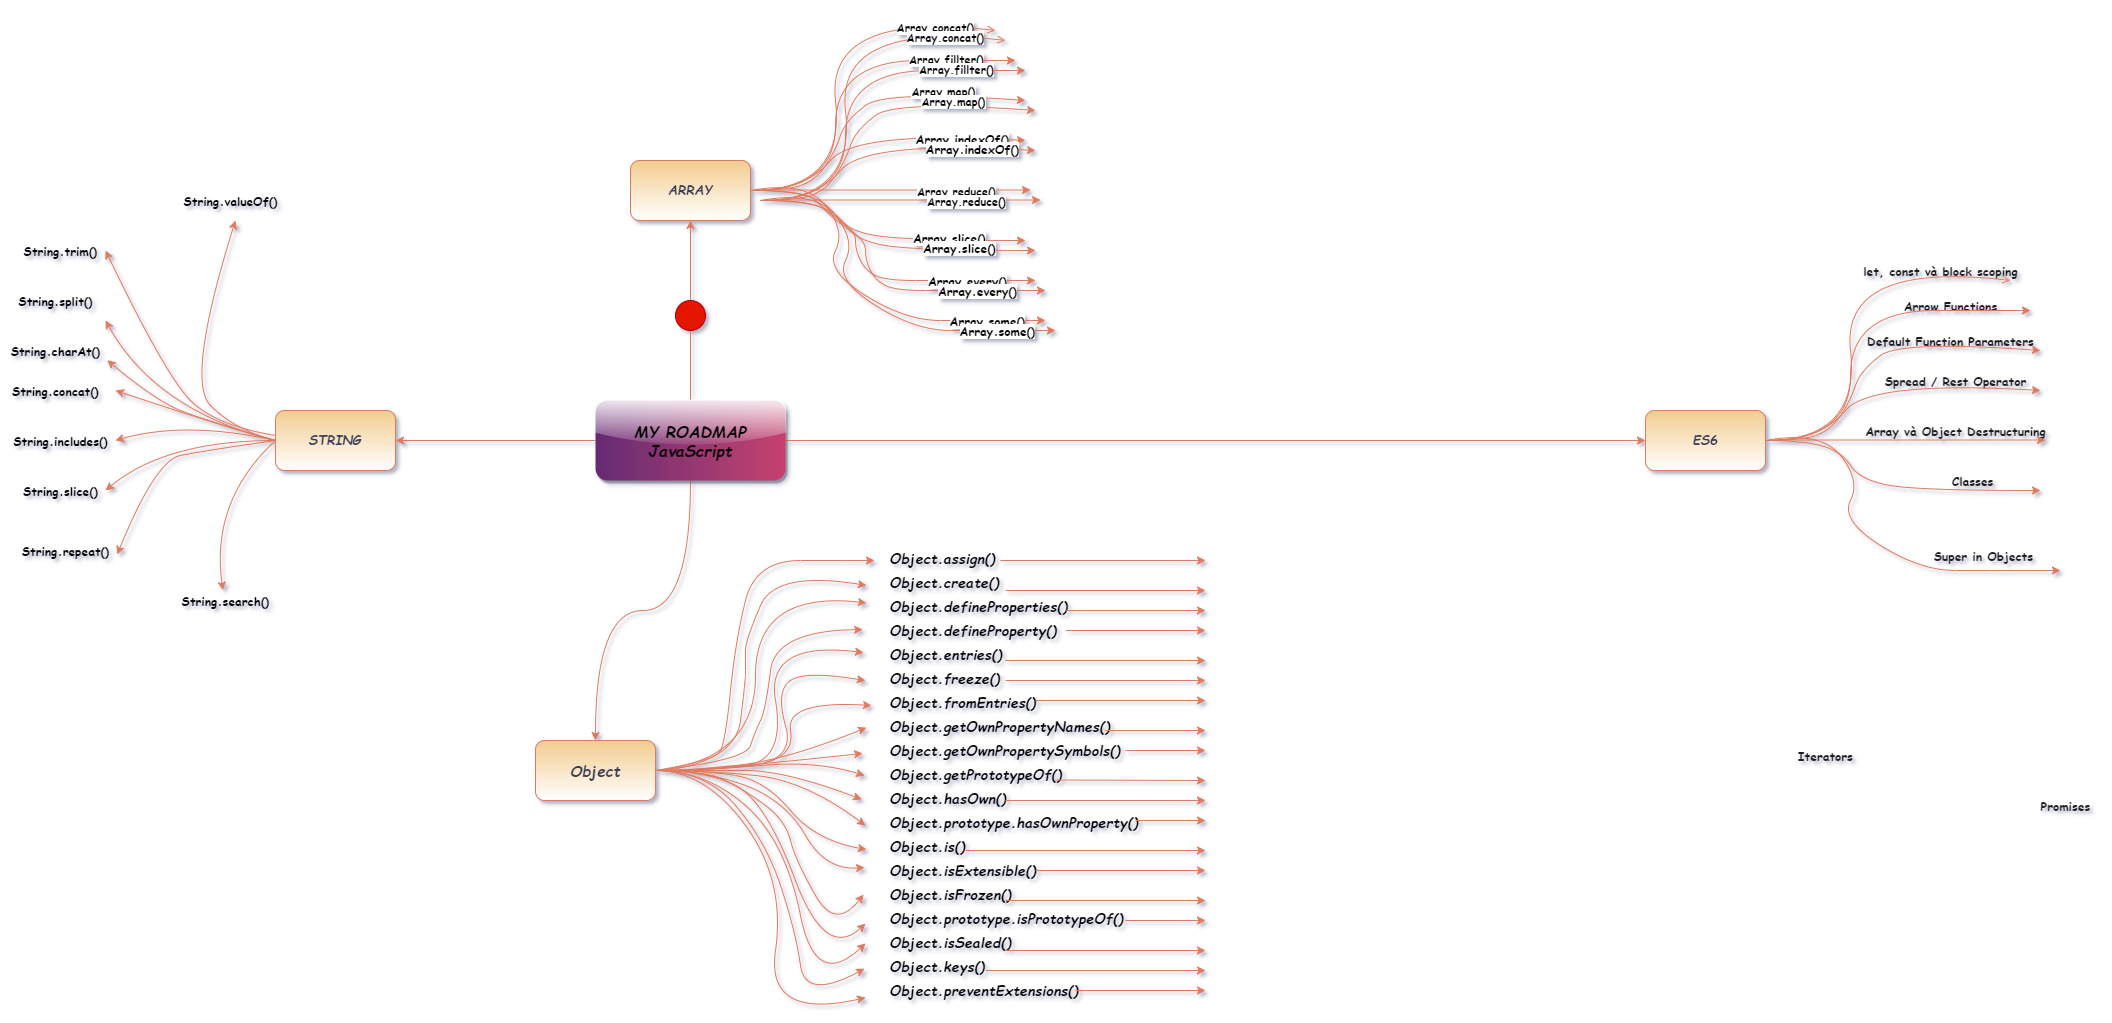 Array.concat()
Array.concat()
Array.fillter()
Array.fillter()
Array.map()
Array.map()
Array.indexOf()
Array.indexOf()
ARRAY
Array.reduce()
Array.reduce()
Array.slice()
Array.slice()
Array.every()
Array.every()
Array.some()
Array.some()
String.valueOf()
String.trim()
String.split()
String.charAt()
String.concat()
String.includes()
String.slice()
String.repeat()
String.search()
STRING
MY ROADMAP
JavaScript
ES6
let, const và block scoping
Arrow Functions
Default Function Parameters
Spread / Rest Operator
Array và Object Destructuring
Classes
Super in Objects
Iterators
Promises
Object
Object.assign()
Object.create()
Object.defineProperties()
Object.defineProperty()
Object.entries()
Object.freeze()
Object.fromEntries()
Object.getOwnPropertyNames()
Object.getOwnPropertySymbols()
Object.getPrototypeOf()
Object.hasOwn()
Object.prototype.hasOwnProperty()
Object.is()
Object.isExtensible()
Object.isFrozen()
Object.prototype.isPrototypeOf()
Object.isSealed()
Object.keys()
Object.preventExtensions()